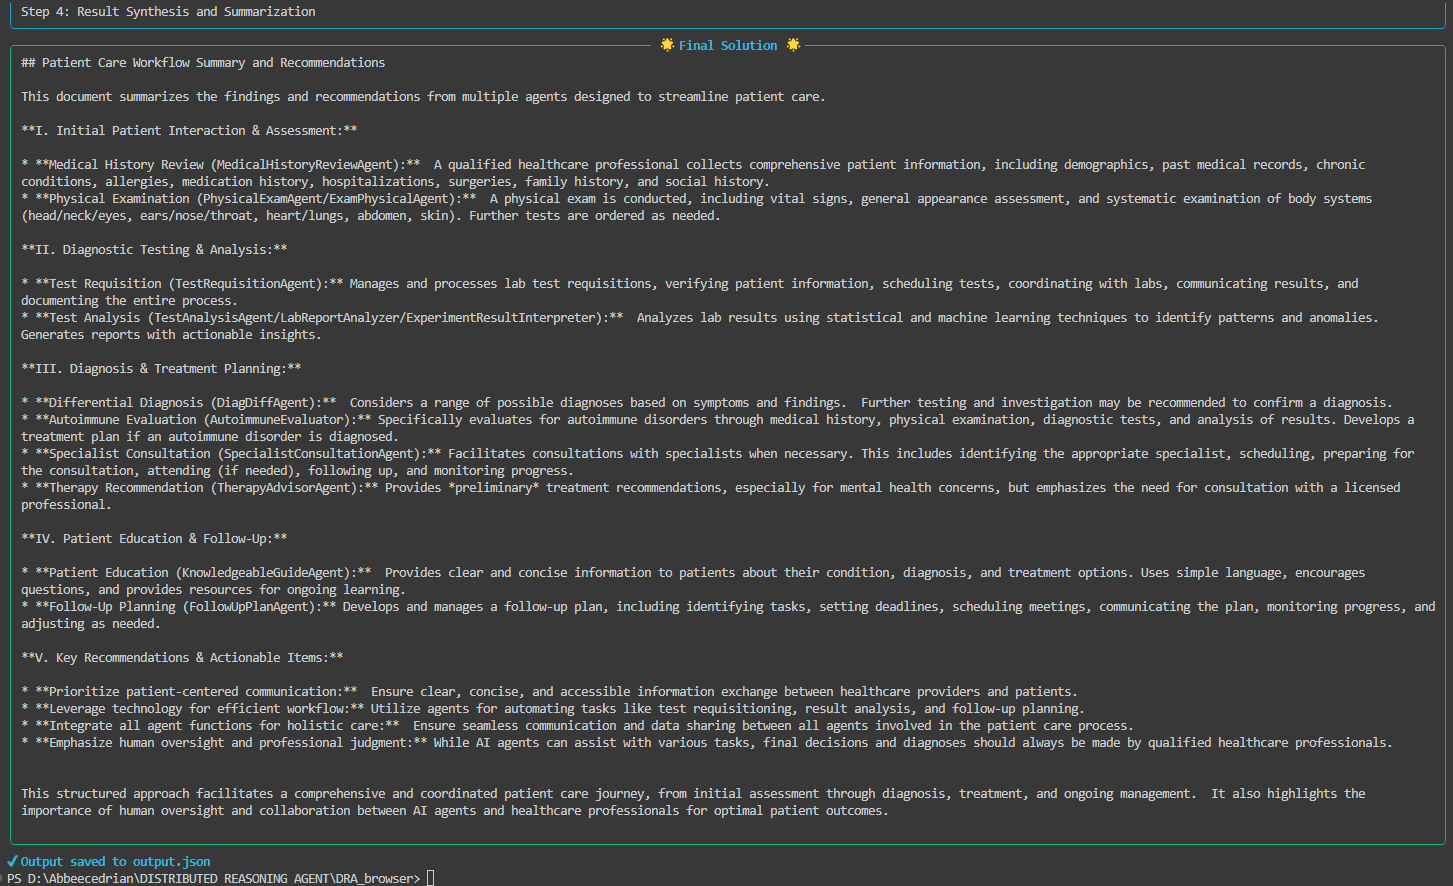 Step 4: Result Synthesis and Summarization
🌟 Final Solution 🌟
## Patient Care Workflow Summary and Recommendations
This document summarizes the findings and recommendations from multiple agents designed to streamline patient care.
**I. Initial Patient Interaction & Assessment:**
* **Medical History Review (MedicalHistoryReviewAgent):**  A qualified healthcare professional collects comprehensive patient information, including demographics, past medical records, chronic
conditions, allergies, medication history, hospitalizations, surgeries, family history, and social history.
* **Physical Examination (PhysicalExamAgent/ExamPhysicalAgent):**  A physical exam is conducted, including vital signs, general appearance assessment, and systematic examination of body systems
(head/neck/eyes, ears/nose/throat, heart/lungs, abdomen, skin). Further tests are ordered as needed.
**II. Diagnostic Testing & Analysis:**
* **Test Requisition (TestRequisitionAgent):** Manages and processes lab test requisitions, verifying patient information, scheduling tests, coordinating with labs, communicating results, and
documenting the entire process.
* **Test Analysis (TestAnalysisAgent/LabReportAnalyzer/ExperimentResultInterpreter):**  Analyzes lab results using statistical and machine learning techniques to identify patterns and anomalies.
Generates reports with actionable insights.
**III. Diagnosis & Treatment Planning:**
* **Differential Diagnosis (DiagDiffAgent):**  Considers a range of possible diagnoses based on symptoms and findings.  Further testing and investigation may be recommended to confirm a diagnosis.
* **Autoimmune Evaluation (AutoimmuneEvaluator):** Specifically evaluates for autoimmune disorders through medical history, physical examination, diagnostic tests, and analysis of results. Develops a
treatment plan if an autoimmune disorder is diagnosed.
* **Specialist Consultation (SpecialistConsultationAgent):** Facilitates consultations with specialists when necessary. This includes identifying the appropriate specialist, scheduling, preparing for
the consultation, attending (if needed), following up, and monitoring progress.
* **Therapy Recommendation (TherapyAdvisorAgent):** Provides *preliminary* treatment recommendations, especially for mental health concerns, but emphasizes the need for consultation with a licensed
professional.
**IV. Patient Education & Follow-Up:**
* **Patient Education (KnowledgeableGuideAgent):**  Provides clear and concise information to patients about their condition, diagnosis, and treatment options. Uses simple language, encourages
questions, and provides resources for ongoing learning.
* **Follow-Up Planning (FollowUpPlanAgent):** Develops and manages a follow-up plan, including identifying tasks, setting deadlines, scheduling meetings, communicating the plan, monitoring progress, and
adjusting as needed.
**V. Key Recommendations & Actionable Items:**
* **Prioritize patient-centered communication:**  Ensure clear, concise, and accessible information exchange between healthcare providers and patients.
* **Leverage technology for efficient workflow:** Utilize agents for automating tasks like test requisitioning, result analysis, and follow-up planning.
* **Integrate all agent functions for holistic care:**  Ensure seamless communication and data sharing between all agents involved in the patient care process.
* **Emphasize human oversight and professional judgment:** While AI agents can assist with various tasks, final decisions and diagnoses should always be made by qualified healthcare professionals.
This structured approach facilitates a comprehensive and coordinated patient care journey, from initial assessment through diagnosis, treatment, and ongoing management.  It also highlights the
importance of human oversight and collaboration between AI agents and healthcare professionals for optimal patient outcomes.
✔ Output saved to output.json
PS D:\Abbeecedrian\DISTRIBUTED REASONING AGENT\DRA_browser>